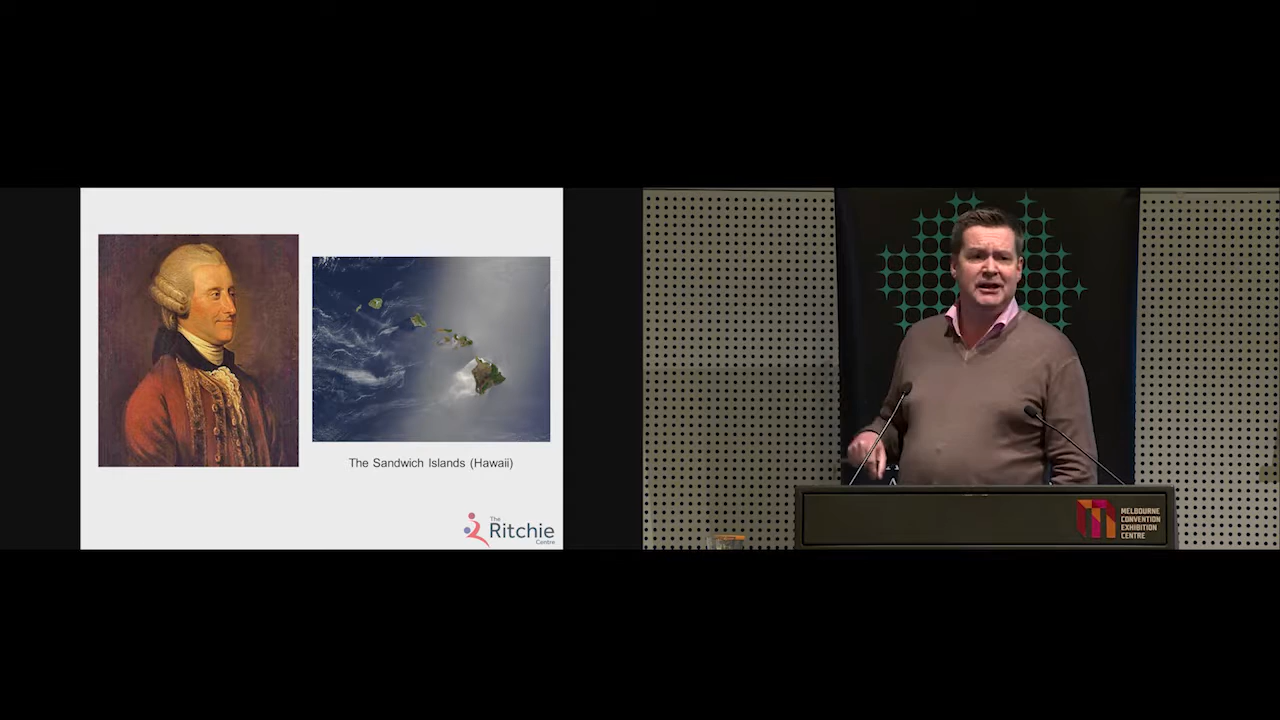 The Sandwich Islands (Hawaii)
The
Ritchie
Centre
MELBOURNE
CONVENTION
EXHIBITION
CENTRE